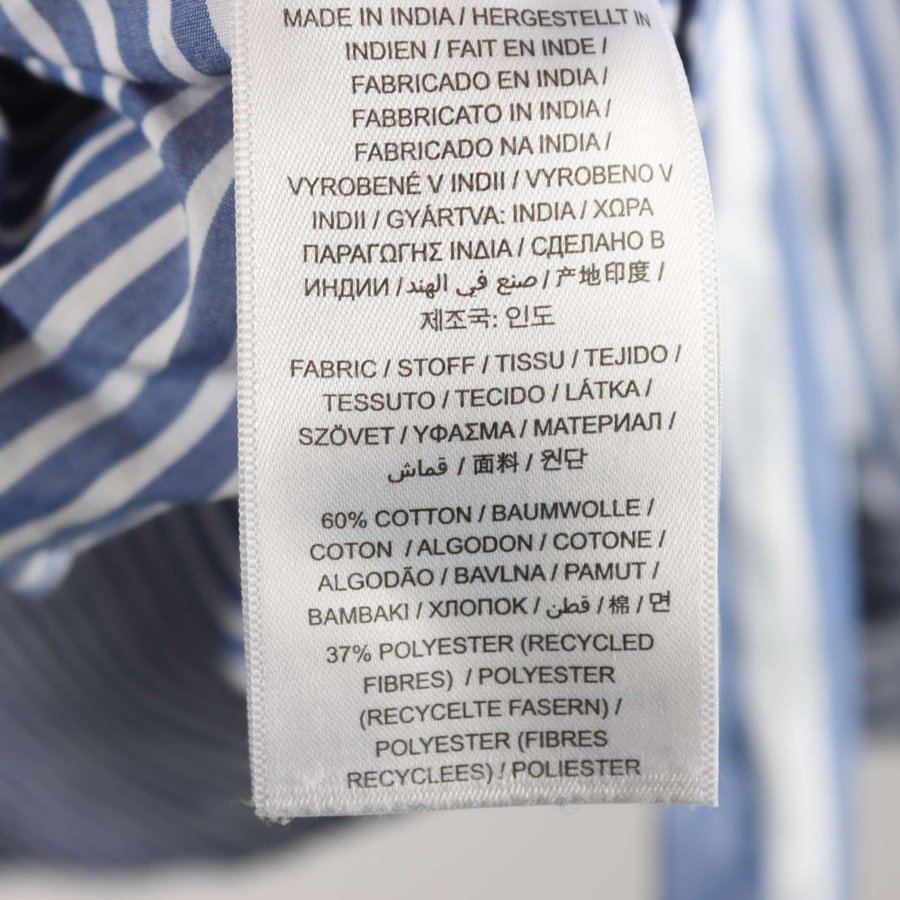 MADE IN INDIA / HERGESTELLT IN
INDIEN / FAIT EN INDE /
FABRICADO EN INDIA /
FABBRICATO IN INDIA /
FABRICADO NA INDIA /
VYROBENÉ V INDII / VYROBENO V
INDII / GYÁRTVA: INDIA / ΧΩΡΑ
ΠΑΡΑΓΩΓΗΣ ΙΝΔΙΑ / СДЕЛАНО В
ИНДИИ / صنع في الهند / 产地印度 /
제조국: 인도
FABRIC / STOFF / TISSU / TEJIDO /
TESSUTO / TECIDO / LÁTKA /
SZÖVET / ΥΦΑΣΜΑ / МАТЕРИАЛ /
قماش / 面料 / 원단
60% COTTON / BAUMWOLLE /
COTON / ALGODON / COTONE /
ALGODÃO / BAVLNA / PAMUT /
ΒΑΜΒΑΚΙ / ХЛОПОК / قطن / 棉 / 면
37% POLYESTER (RECYCLED
FIBRES) / POLYESTER
(RECYCELTE FASERN) /
POLYESTER (FIBRES
RECYCLEES) / POLIESTER